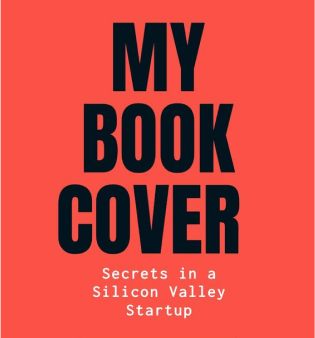 MY
BOOK
COVER
Secrets in a
Silicon Valley
Startup